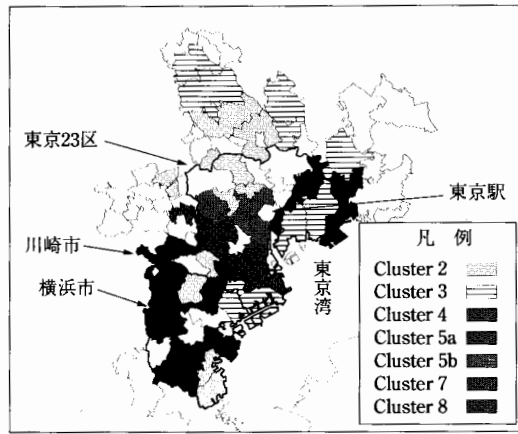 東京23区
東京駅
川崎市
横浜市
東京湾
凡 例
Cluster 2
Cluster 3
Cluster 4
Cluster 5a
Cluster 5b
Cluster 7
Cluster 8